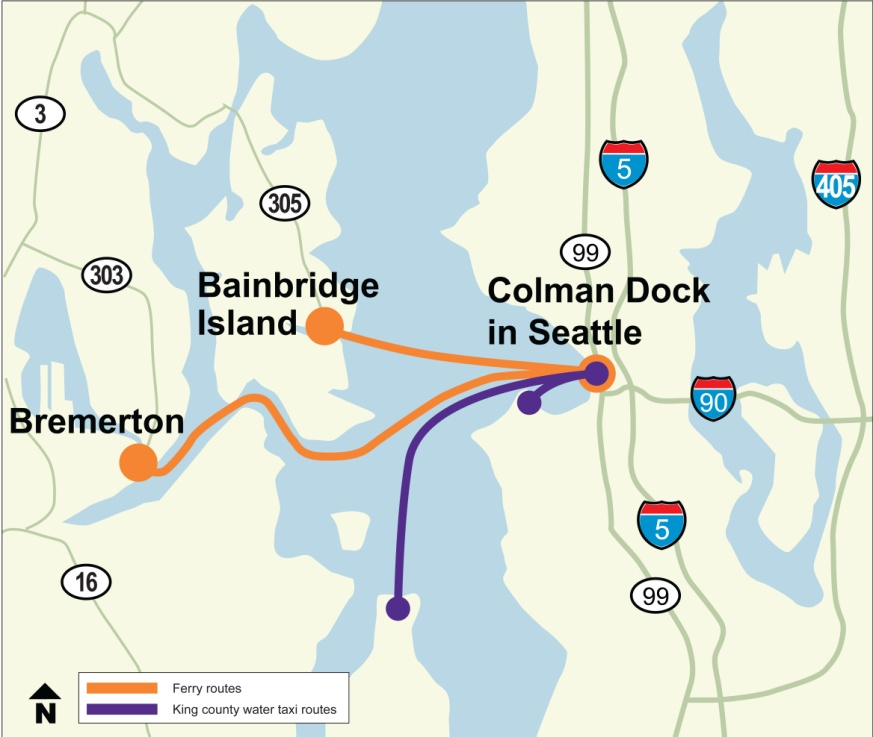 3
5
405
305
99
303
Bainbridge
Island
Colman Dock
in Seattle
90
Bremerton
5
16
99
N
Ferry routes
King county water taxi routes